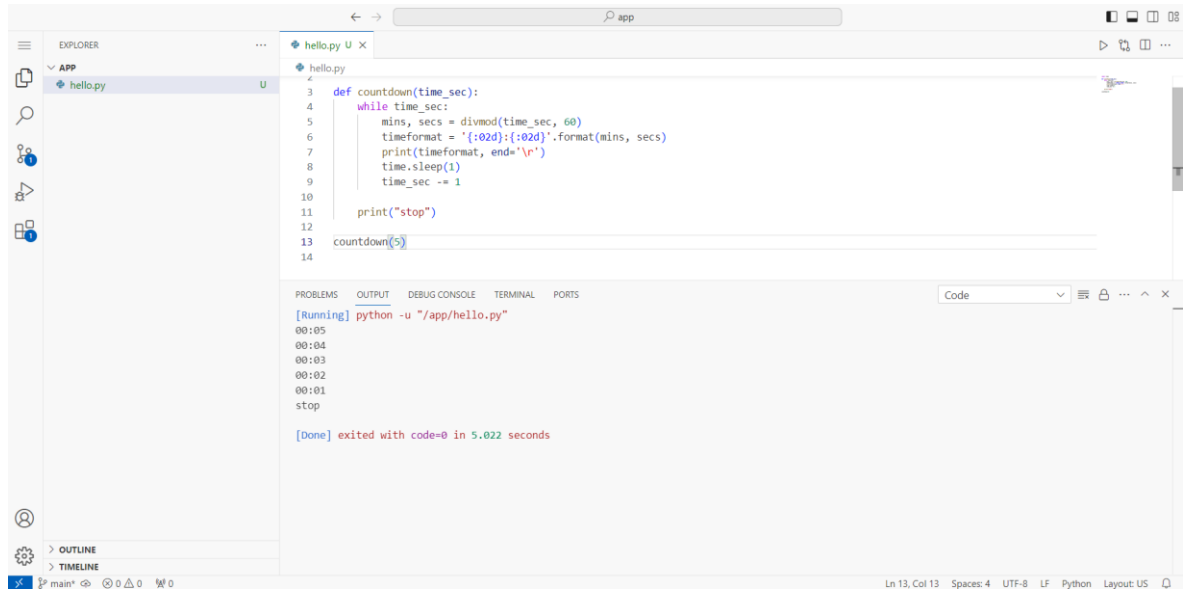 app
EXPLORER
hello.py U
APP
hello.py
hello.py U
3 def countdown(time_sec):
4 while time_sec:
5 mins, secs = divmod(time_sec, 60)
6 timeformat = '{:02d}:{:02d}'.format(mins, secs)
7 print(timeformat, end='\r')
8 time.sleep(1)
9 time_sec -= 1
10
11 print("stop")
12
13 countdown(5)
14
1
1
PROBLEMS OUTPUT DEBUG CONSOLE TERMINAL PORTS Code
[Running] python -u "/app/hello.py"
00:05
00:04
00:03
00:02
00:01
stop
[Done] exited with code=0 in 5.022 seconds
OUTLINE
TIMELINE
main* 0 0 0 Ln 13, Col 13 Spaces: 4 UTF-8 LF Python Layout: US